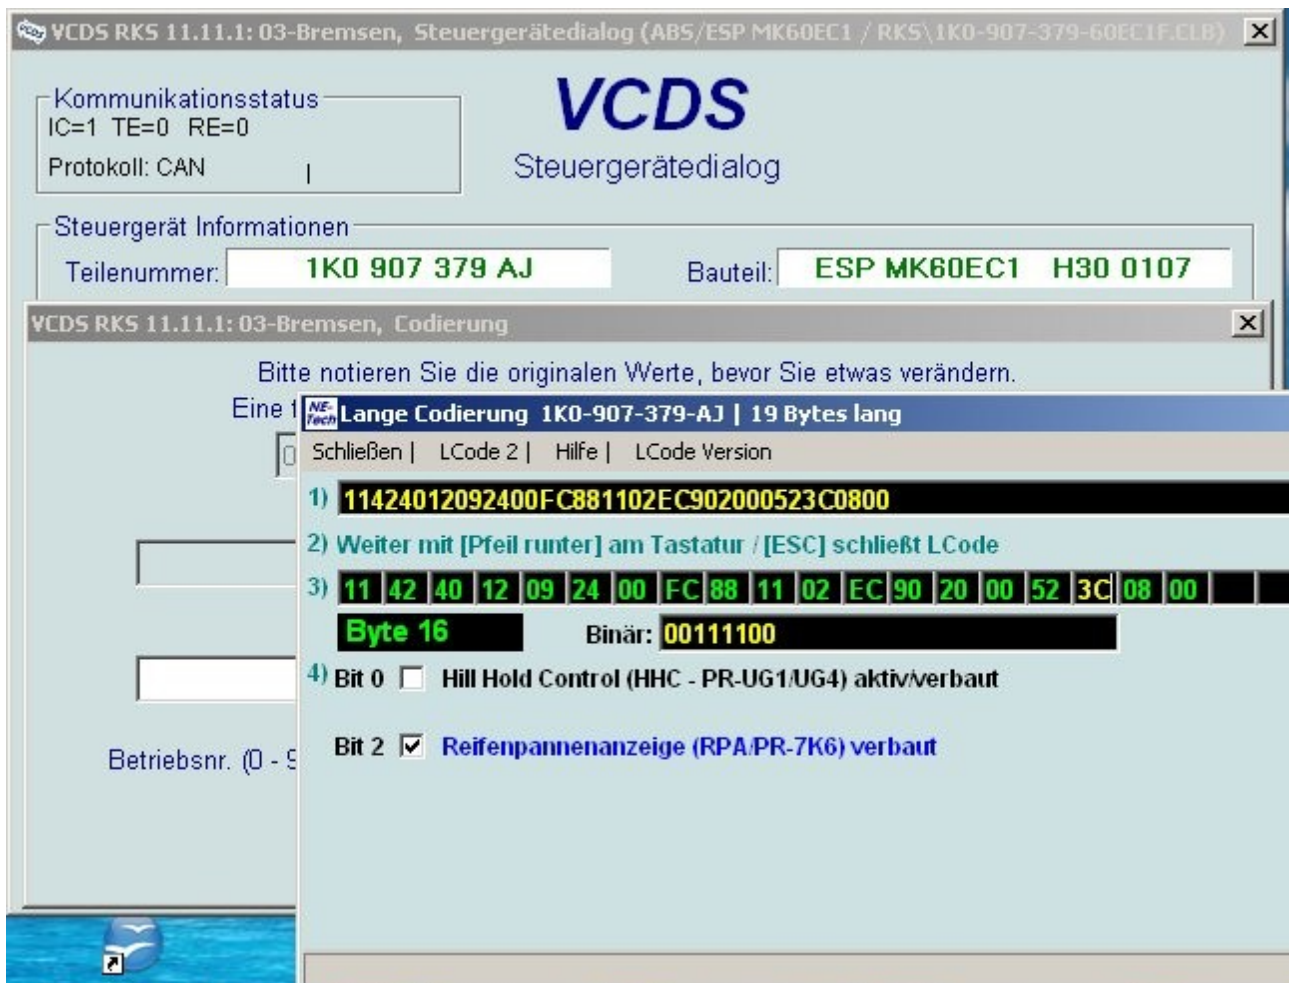 VCDS RKS 11.11.1: 03-Bremsen, Steuergerätedialog (ABS/ESP MK60EC1 / RKS\1K0-907-379-60EC1F.CLB)
Kommunikationsstatus
IC=1 TE=0 RE=0
Protokoll: CAN
VCDS
Steuergerätedialog
Steuergerät Informationen
Teilenummer: 1K0 907 379 AJ Bauteil: ESP MK60EC1 H30 0107
VCDS RKS 11.11.1: 03-Bremsen, Codierung
Bitte notieren Sie die originalen Werte, bevor Sie etwas verändern.
Eine
NE-Tech Lange Codierung 1K0-907-379-AJ | 19 Bytes lang
Schließen | LCode 2 | Hilfe | LCode Version
1) 11424012092400FC881102EC902000523C0800
2) Weiter mit [Pfeil runter] am Tastatur / [ESC] schließt LCode
3) 11 42 40 12 09 24 00 FC 88 11 02 EC 90 20 00 52 3C 08 00
Byte 16 Binär: 00111100
4) Bit 0 Hill Hold Control (HHC - PR-UG1/UG4) aktiv/verbaut
Bit 2 Reifenpannenanzeige (RPA/PR-7K6) verbaut
Betriebsnr. (0 -